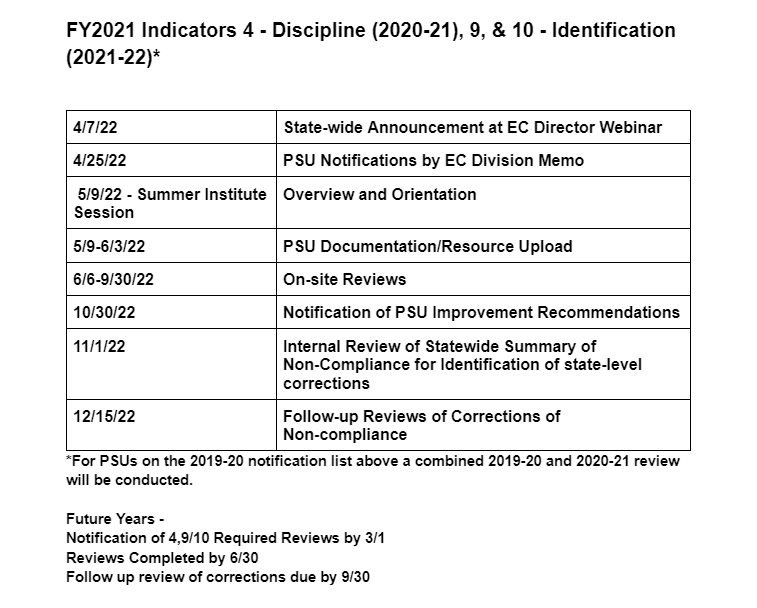 FY2021 Indicators 4 - Discipline (2020-21), 9, & 10 - Identification
(2021-22)*
4/7/22 State-wide Announcement at EC Director Webinar
4/25/22 PSU Notifications by EC Division Memo
5/9/22 - Summer Institute Overview and Orientation
Session
5/9-6/3/22 PSU Documentation/Resource Upload
6/6-9/30/22 On-site Reviews
10/30/22 Notification of PSU Improvement Recommendations
11/1/22 Internal Review of Statewide Summary of
Non-Compliance for Identification of state-level
corrections
12/15/22 Follow-up Reviews of Corrections of
Non-compliance
*For PSUs on the 2019-20 notification list above a combined 2019-20 and 2020-21 review
will be conducted.
Future Years -
Notification of 4,9/10 Required Reviews by 3/1
Reviews Completed by 6/30
Follow up review of corrections due by 9/30